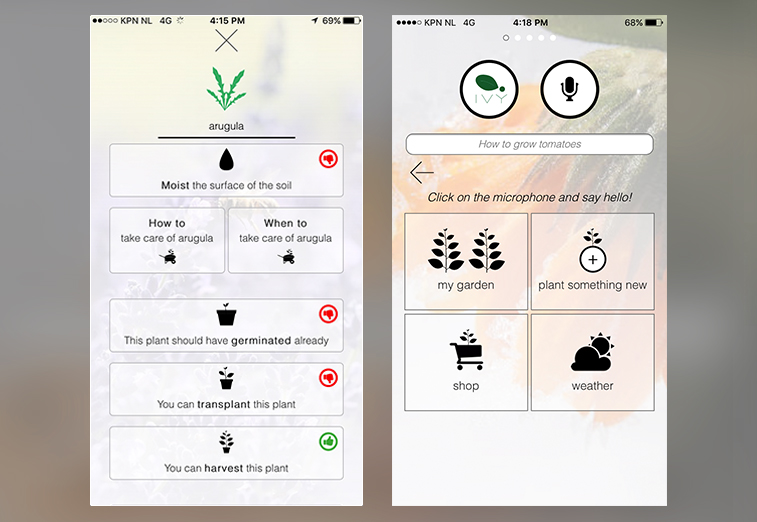 KPN NL 4G 4:15 PM 69%
arugula
Moist the surface of the soil
How to
take care of arugula
When to
take care of arugula
This plant should have germinated already
You can transplant this plant
You can harvest this plant
KPN NL 4G 4:18 PM 68%
IVY
How to grow tomatoes
Click on the microphone and say hello!
my garden
plant something new
shop
weather